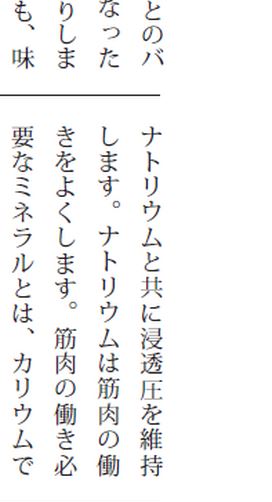 とのバ
なった
りしま
も、味
ナトリウムと共に浸透圧を維持
します。ナトリウムは筋肉の働
きをよくします。筋肉の働き必
要なミネラルとは、カリウムで